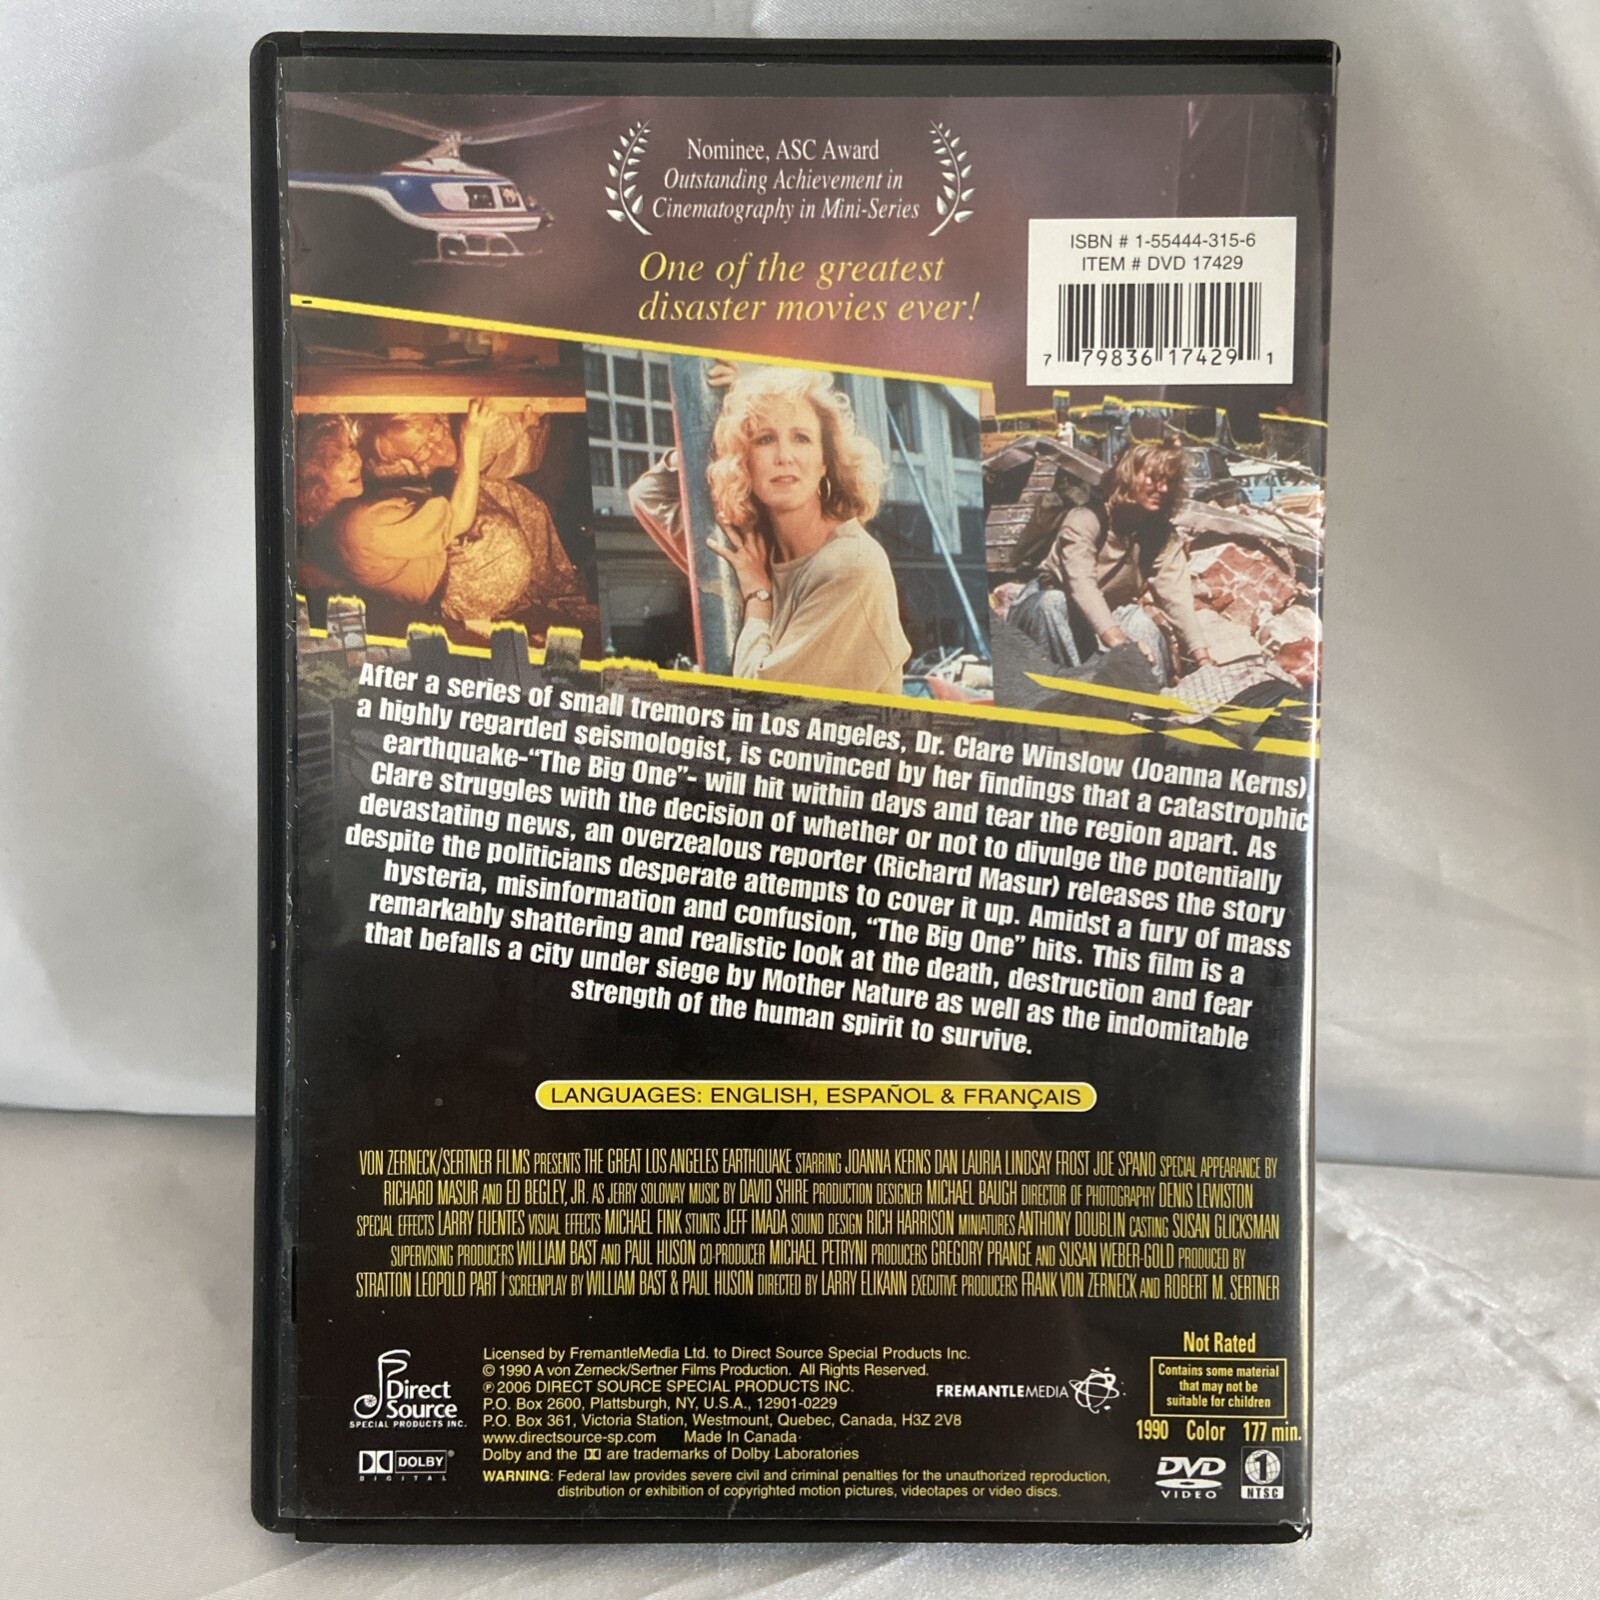 Nominee, ASC Award
Outstanding Achievement in
Cinematography in Mini-Series
One of the greatest
disaster movies ever!
ISBN # 1-55444-315-6
ITEM # DVD 17429
7 79836 17429 1
After a series of small tremors in Los Angeles, Dr. Clare Winslow (Joanna Kerns),
a highly regarded seismologist, is convinced by her findings that a catastrophic
earthquake-“The Big One”- will hit within days and tear the region apart. As
Clare struggles with the decision of whether or not to divulge the potentially
devastating news, an overzealous reporter (Richard Masur) releases the story
despite the politicians desperate attempts to cover it up. Amidst a fury of mass
hysteria, misinformation and confusion, “The Big One” hits. This film is a
remarkably shattering and realistic look at the death, destruction and fear
that befalls a city under siege by Mother Nature as well as the indomitable
strength of the human spirit to survive.
LANGUAGES: ENGLISH, ESPAÑOL & FRANÇAIS
VON ZERNECK/SERTNER FILMS PRESENTS THE GREAT LOS ANGELES EARTHQUAKE STARRING JOANNA KERNS DAN LAURIA LINDSAY FROST JOE SPANO SPECIAL APPEARANCE BY
RICHARD MASUR AND ED BEGLEY, JR. AS JERRY SOLOWAY MUSIC BY DAVID SHIRE PRODUCTION DESIGNER MICHAEL BAUGH DIRECTOR OF PHOTOGRAPHY DENIS LEWISTON
SPECIAL EFFECTS LARRY FUENTES VISUAL EFFECTS MICHAEL FINK STUNTS JEFF IMADA SOUND DESIGN RICH HARRISON MINIATURES ANTHONY DOUBLIN CASTING SUSAN GLICKSMAN
SUPERVISING PRODUCERS WILLIAM BAST AND PAUL HUSON CO-PRODUCER MICHAEL PETRYNI PRODUCERS GREGORY PRANGE AND SUSAN WEBER-GOLD PRODUCED BY
STRATTON LEOPOLD PART I SCREENPLAY BY WILLIAM BAST & PAUL HUSON DIRECTED BY LARRY ELIKANN EXECUTIVE PRODUCERS FRANK VON ZERNECK AND ROBERT M. SERTNER
Direct
Source
SPECIAL PRODUCTS INC.
DOLBY
DIGITAL
Licensed by FremantleMedia Ltd. to Direct Source Special Products Inc.
© 1990 A von Zerneck/Sertner Films Production. All Rights Reserved.
℗ 2006 DIRECT SOURCE SPECIAL PRODUCTS INC.
P.O. Box 2600, Plattsburgh, NY, U.S.A., 12901-0229
P.O. Box 361, Victoria Station, Westmount, Quebec, Canada, H3Z 2V8
www.directsource-sp.com Made In Canada
Dolby and the are trademarks of Dolby Laboratories
WARNING: Federal law provides severe civil and criminal penalties for the unauthorized reproduction,
distribution or exhibition of copyrighted motion pictures, videotapes or video discs.
FREMANTLEMEDIA
Not Rated
Contains some material
that may not be
suitable for children
1990 Color 177 min.
DVD
VIDEO
1
NTSC